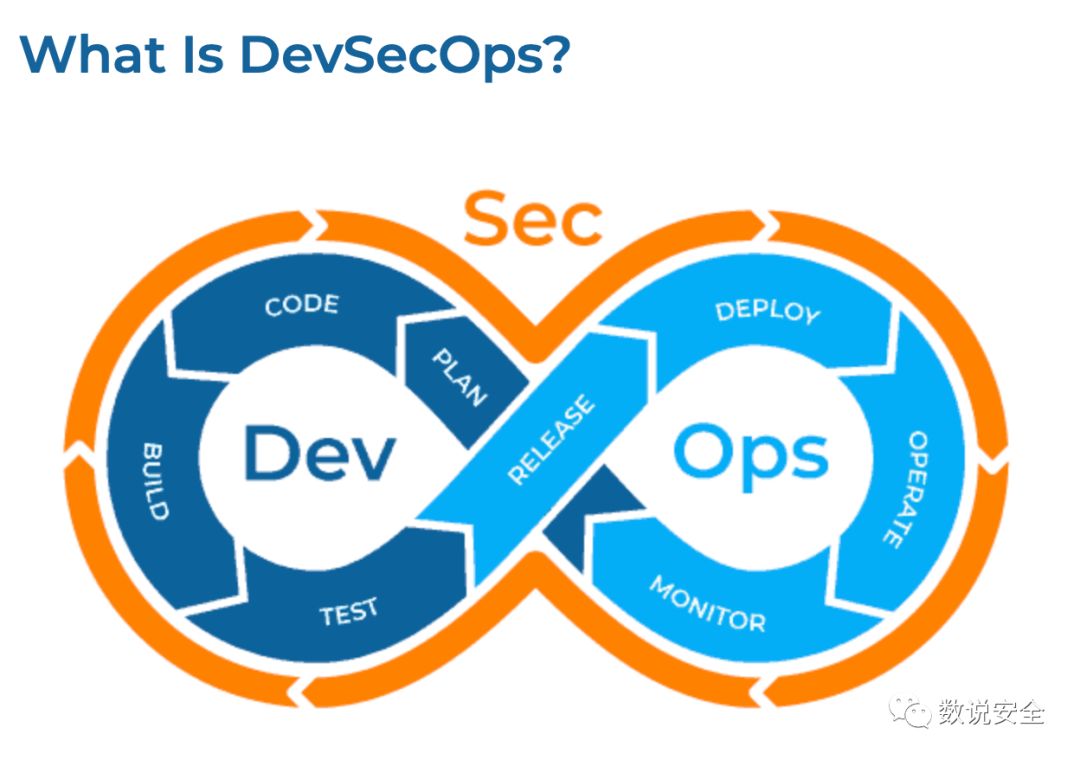 What Is DevSecOps?
Sec
CODE
PLAN
DEPLOY
BUILD
Dev
RELEASE
Ops
OPERATE
TEST
MONITOR
数说安全